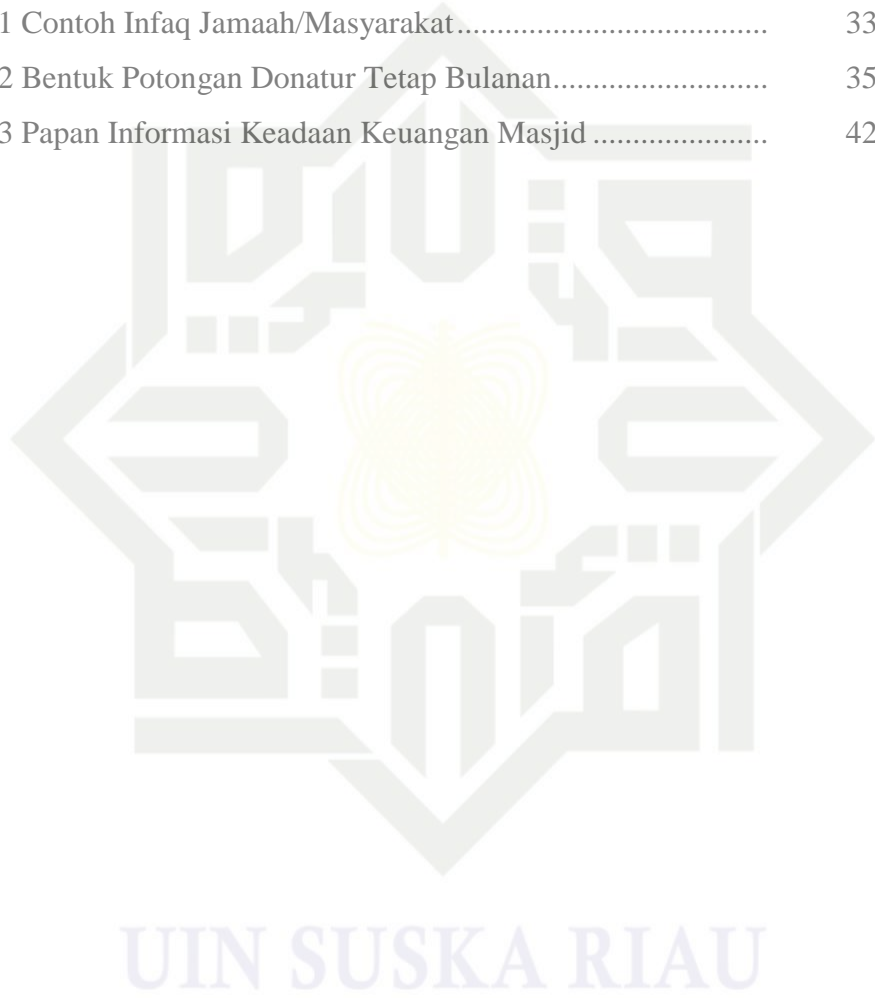 1 Contoh Infaq Jamaah/Masyarakat...................................... 33
2 Bentuk Potongan Donatur Tetap Bulanan.......................... 35
3 Papan Informasi Keadaan Keuangan Masjid ..................... 42
UIN SUSKA RIAU